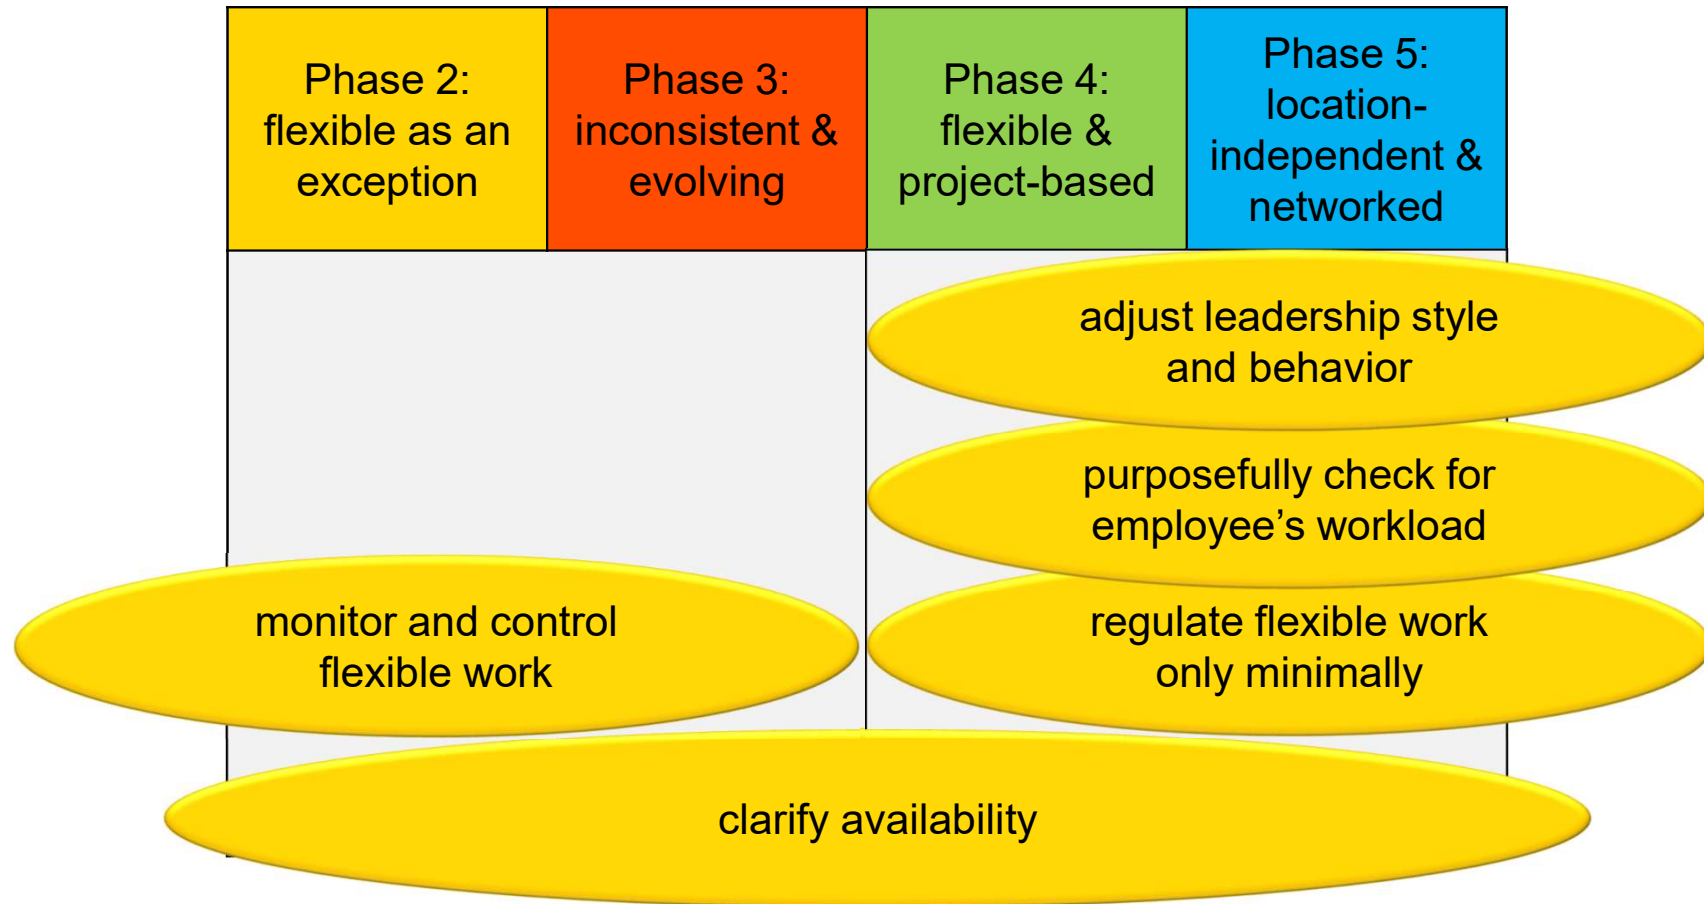 Phase 2:
flexible as an
exception
Phase 3:
inconsistent &
evolving
Phase 4:
flexible &
project-based
Phase 5:
location-
independent &
networked
adjust leadership style
and behavior
purposefully check for
employee’s workload
monitor and control
flexible work
regulate flexible work
only minimally
clarify availability